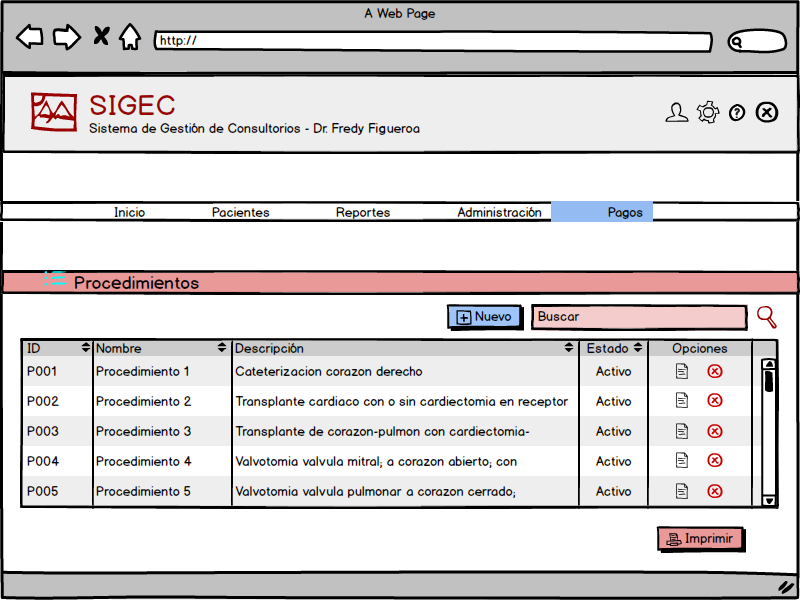 A Web Page
http://
SIGEC
Sistema de Gestión de Consultorios - Dr. Fredy Figueroa
Inicio Pacientes Reportes Administración Pagos
Procedimientos
Nuevo Buscar
ID Nombre Descripción Estado Opciones
P001 Procedimiento 1 Cateterizacion corazon derecho Activo
P002 Procedimiento 2 Transplante cardiaco con o sin cardiectomia en receptor Activo
P003 Procedimiento 3 Transplante de corazon-pulmon con cardiectomia- Activo
P004 Procedimiento 4 Valvotomia valvula mitral; a corazon abierto; con Activo
P005 Procedimiento 5 Valvotomia valvula pulmonar a corazon cerrado; Activo
Imprimir